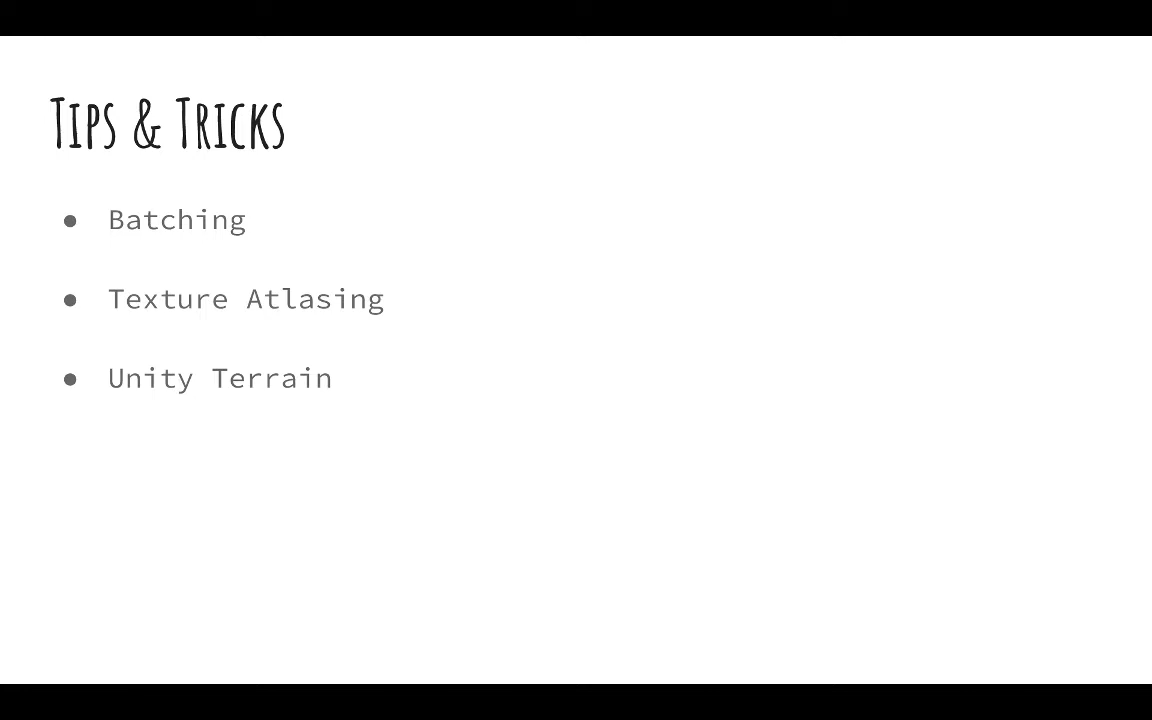 Tips & Tricks
● Batching
● Texture Atlasing
● Unity Terrain